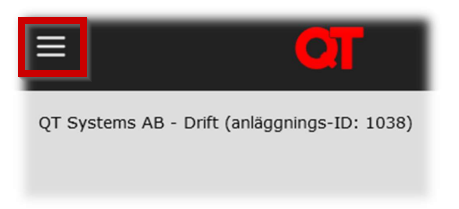 QT
QT Systems AB - Drift (anläggnings-ID: 1038)